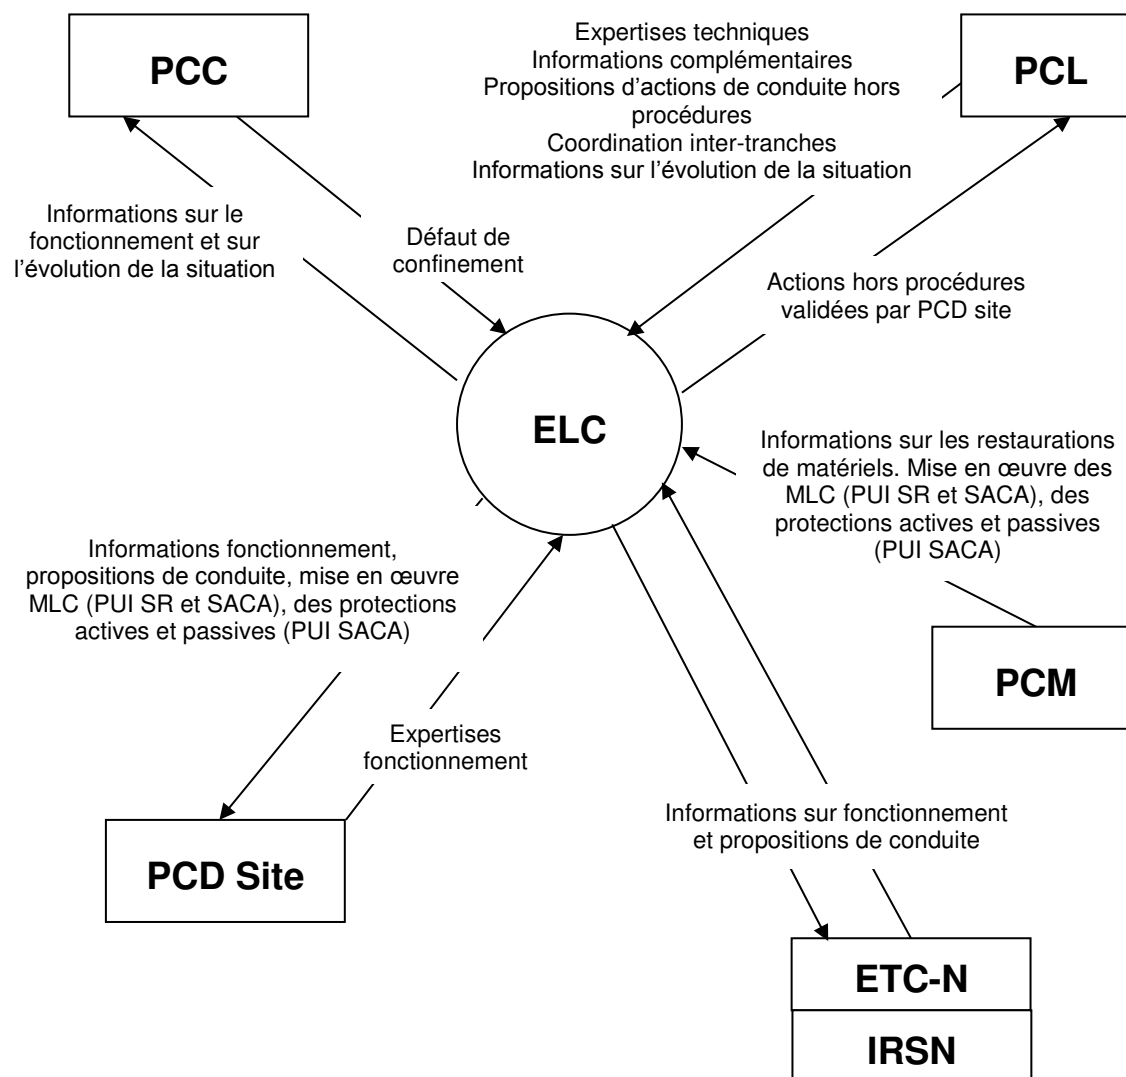 PCC
Expertises techniques
Informations complémentaires
Propositions d’actions de conduite hors
procédures
Coordination inter-tranches
Informations sur l’évolution de la situation
PCL
Informations sur le
fonctionnement et sur
l’évolution de la situation
Défaut de
confinement
Actions hors procédures
validées par PCD site
ELC
Informations sur les restaurations
de matériels. Mise en œuvre des
MLC (PUI SR et SACA), des
protections actives et passives
(PUI SACA)
Informations fonctionnement,
propositions de conduite, mise en œuvre
MLC (PUI SR et SACA), des protections
actives et passives (PUI SACA)
PCM
Expertises
fonctionnement
Informations sur fonctionnement
et propositions de conduite
PCD Site
ETC-N
IRSN